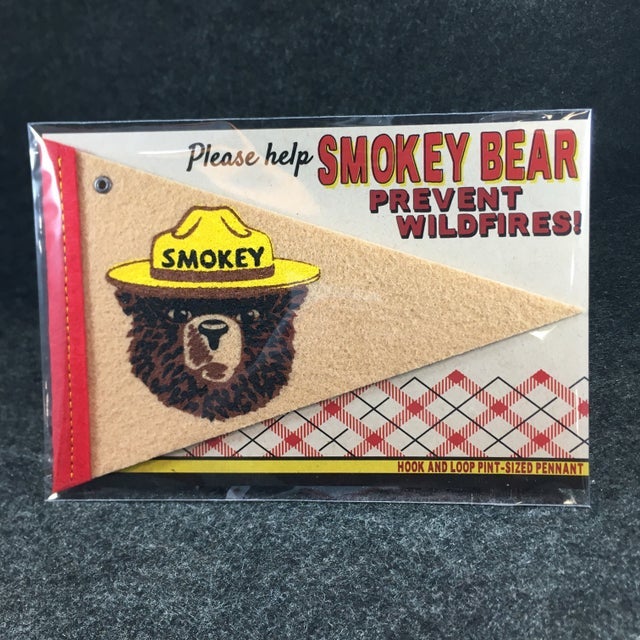 Please help SMOKEY BEAR
PREVENT
WILDFIRES!
SMOKEY
HOOK AND LOOP PINT-SIZED PENNANT